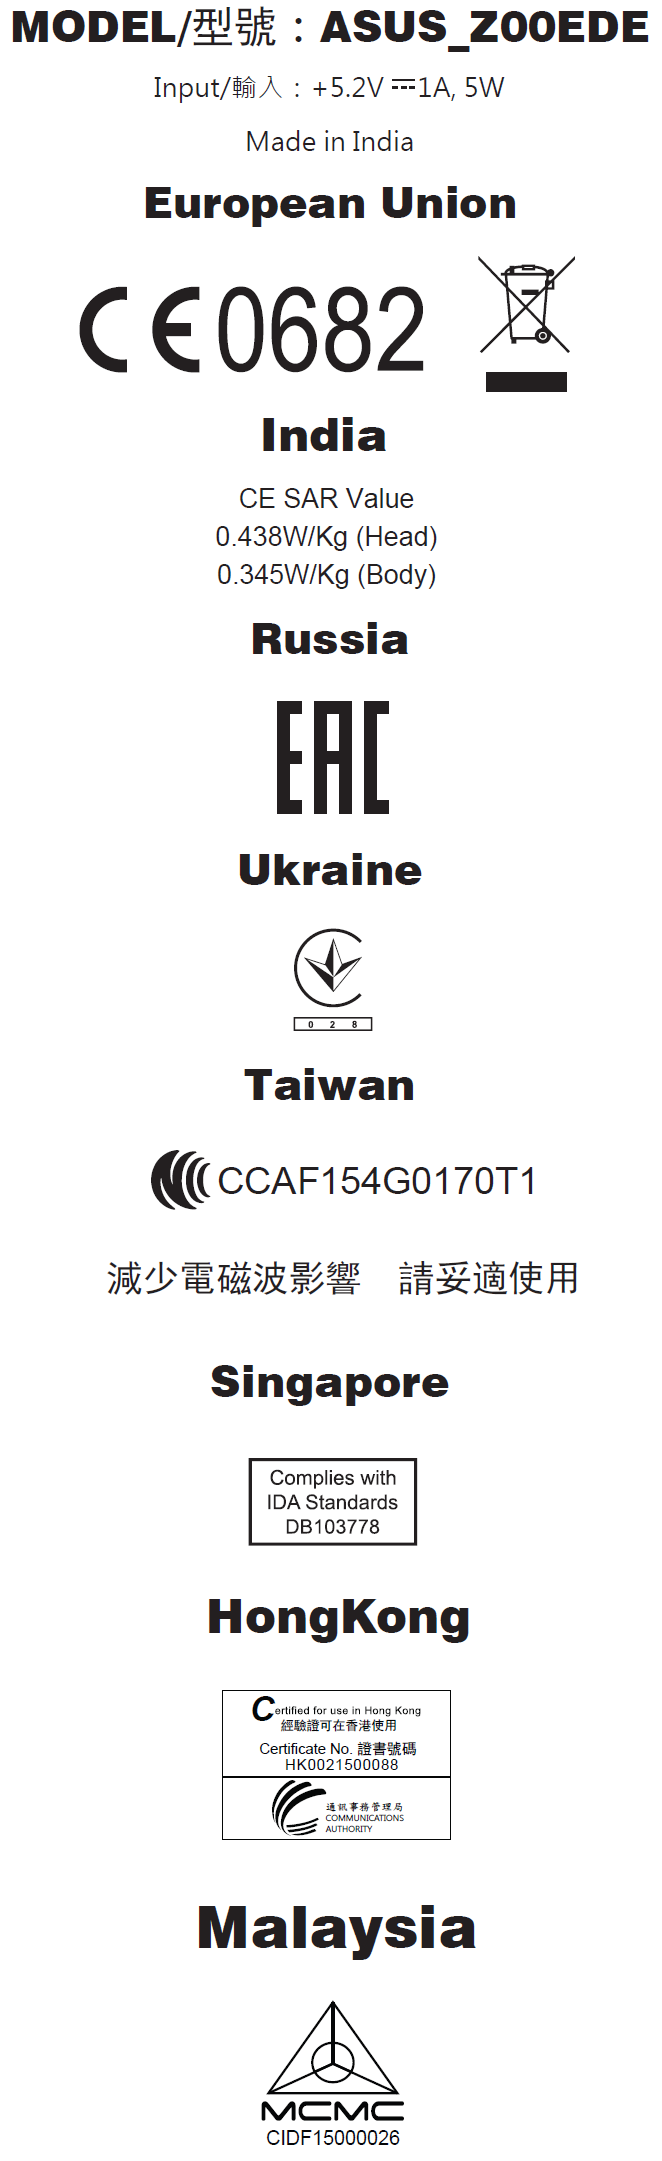 MODEL/型號：ASUS_Z00EDE
Input/輸入：+5.2V ⎓1A, 5W
Made in India
European Union
CE0682
India
CE SAR Value
0.438W/Kg (Head)
0.345W/Kg (Body)
Russia
EAC
Ukraine
028
Taiwan
CCAF154G0170T1
減少電磁波影響　請妥適使用
Singapore
Complies with
IDA Standards
DB103778
HongKong
Certified for use in Hong Kong
經驗證可在香港使用
Certificate No. 證書號碼
HK0021500088
通訊事務管理局
COMMUNICATIONS
AUTHORITY
Malaysia
MCMC
CIDF15000026